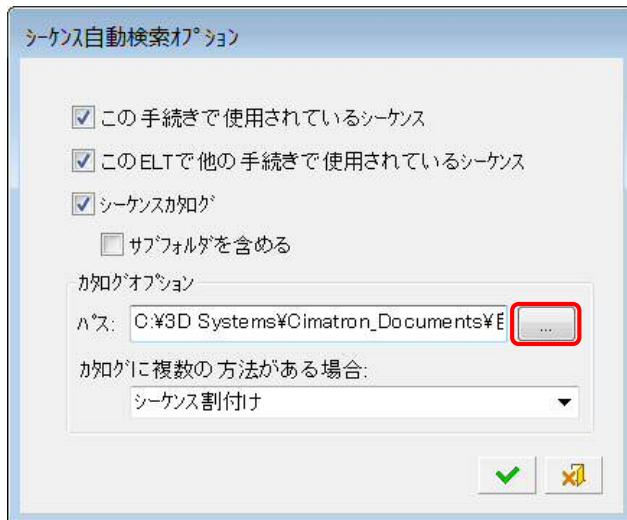 シーケンス自動検索オプション
この手続きで使用されているシーケンス
このELTで他の手続きで使用されているシーケンス
シーケンスカタログ
サブフォルダを含める
カタログオプション
パス: C:¥3D Systems¥Cimatron_Documents¥ ...
カタログに複数の方法がある場合:
シーケンス割付け